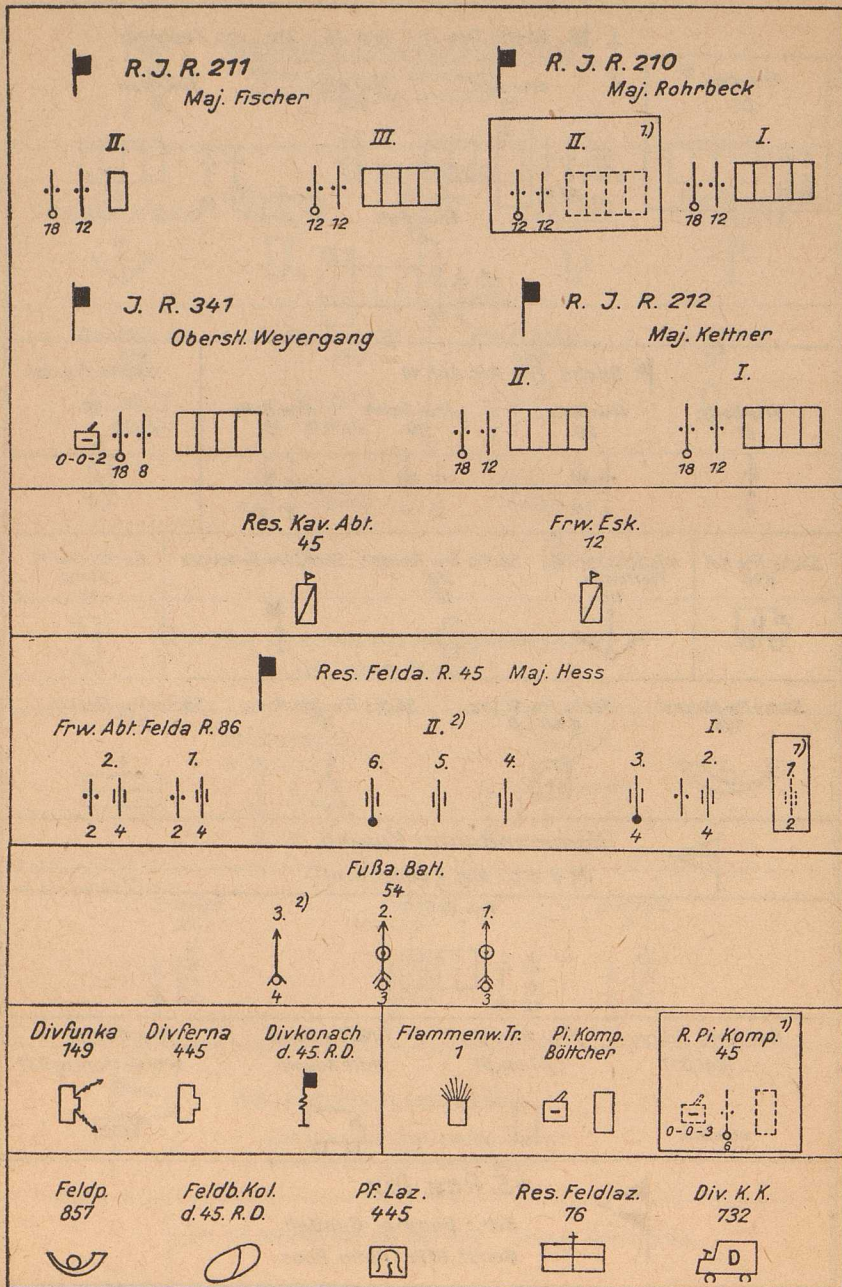 R. J. R. 211
Maj. Fischer
R. J. R. 210
Maj. Rohrbeck
II.
18 12
III.
12 12
II. 1)
12 12
I.
18 12
J. R. 341
Oberstl. Weyergang
R. J. R. 212
Maj. Kettner
0-0-2 18 8
II.
18 12
I.
18 12
Res. Kav. Abt.
45
Frw. Esk.
12
Res. Felda. R. 45 Maj. Hess
Frw. Abt. Felda R. 86
2. 1.
2 4 2 4
II. 2)
6. 5. 4.
I.
3. 2.
4 4
1)
1.
2
Fußa. Batl.
54
3. 2) 2. 1.
4 3 3
Divfunka
149
Divferna
445
Divkonach
d. 45. R. D.
Flammenw. Tr.
1
Pi. Komp.
Böttcher
R. Pi. Komp. 1)
45
0-0-3 6
Feldp.
857
Feldb. Kol.
d. 45. R. D.
Pf. Laz.
445
Res. Feldlaz.
76
Div. K. K.
732
D